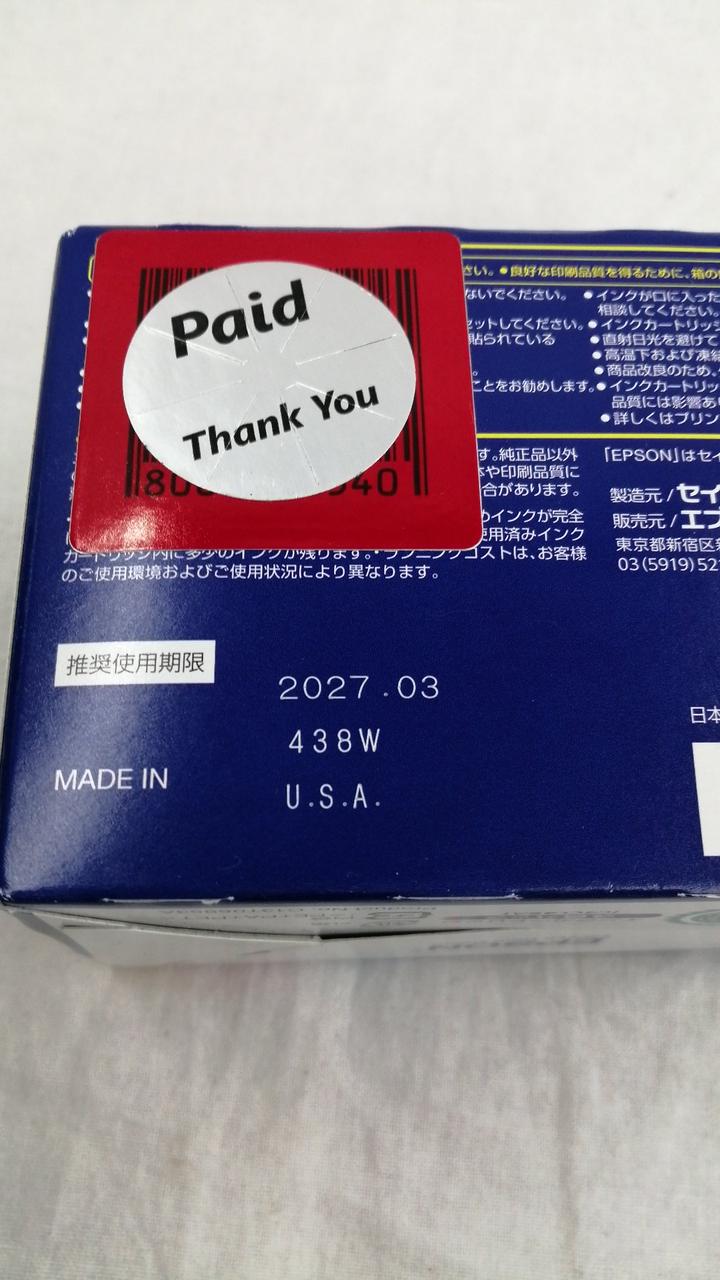 Paid
Thank You
さい。●良好な印刷品質を得るために、箱の
ないでください。
セットしてください。
貼られている
ことをお勧めします。
●インクが口に入った
相談してください。
●インクカートリッジ
●直射日光を避けて
●高温下および凍結
●商品改良のため、
●インクカートリッ
品質には影響あり
●詳しくはプリン
す。純正品以外
や印刷品質に
合があります。
インクが完全
使用済みインク
カートリッジ内に多少のインクが残ります。・ランニングコストは、お客様
のご使用環境およびご使用状況により異なります。
「EPSON」はセイ
製造元 / セイ
販売元 / エプ
東京都新宿区
03(5919)52
推奨使用期限
2027.03
438W
MADE IN
U.S.A.
日本